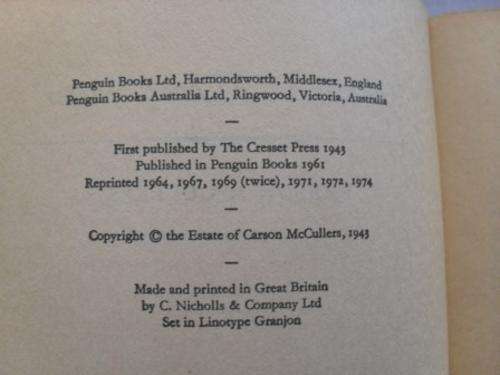 Penguin Books Ltd, Harmondsworth, Middlesex, England
Penguin Books Australia Ltd, Ringwood, Victoria, Australia
—
First published by The Cresset Press 1943
Published in Penguin Books 1961
Reprinted 1964, 1967, 1969 (twice), 1971, 1972, 1974
—
Copyright © the Estate of Carson McCullers, 1943
—
Made and printed in Great Britain
by C. Nicholls & Company Ltd
Set in Linotype Granjon